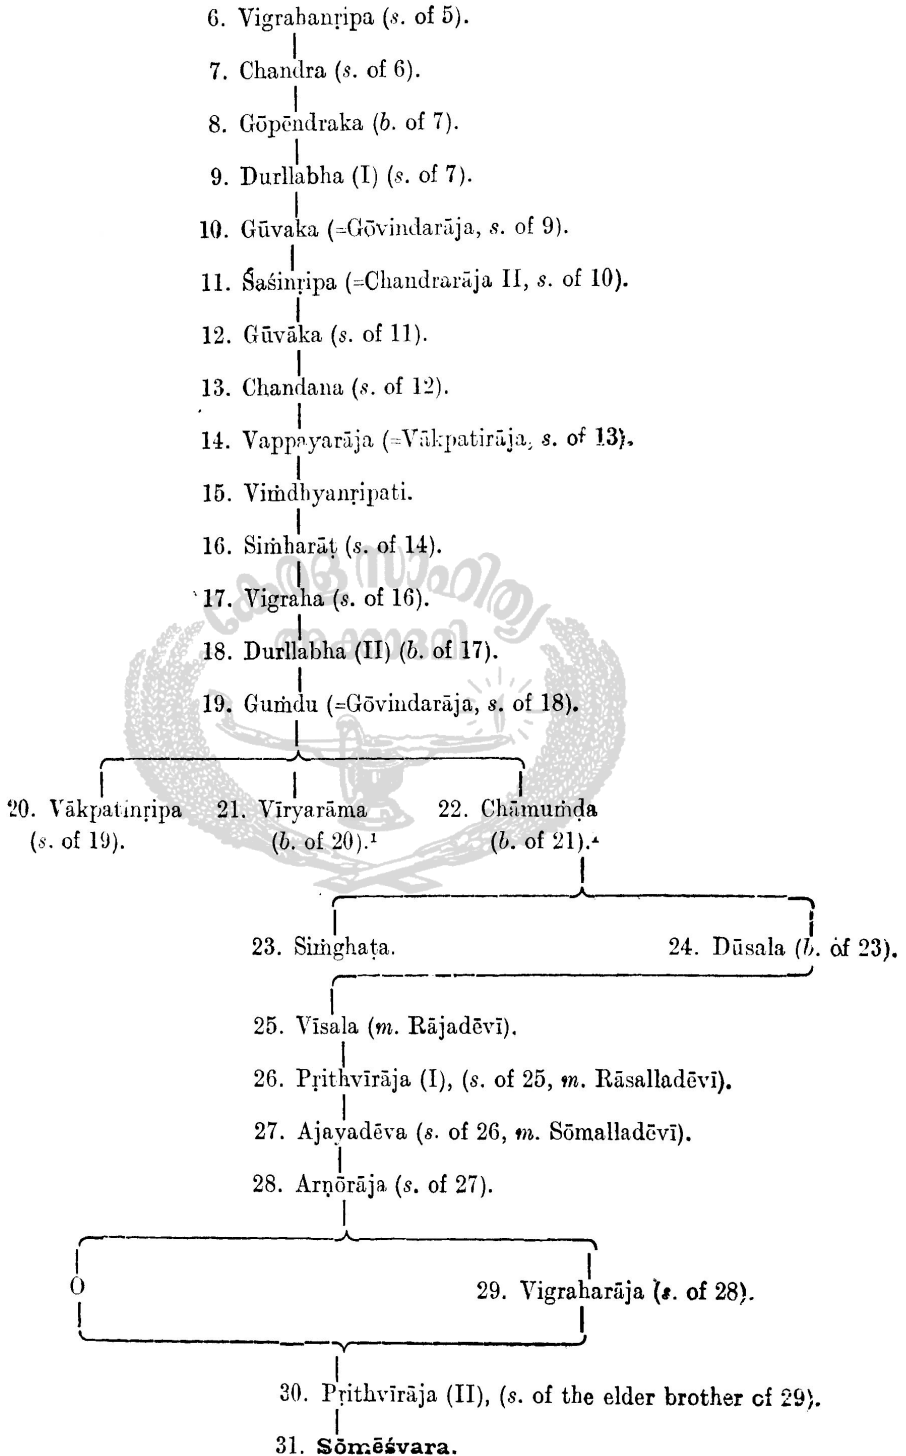 6. Vigrahanṛipa (s. of 5).
7. Chandra (s. of 6).
8. Gōpēndraka (b. of 7).
9. Durllabha (I) (s. of 7).
10. Gūvaka (=Gōvindarāja, s. of 9).
11. Śaśinṛipa (=Chandrarāja II, s. of 10).
12. Gūvāka (s. of 11).
13. Chandana (s. of 12).
14. Vappayarāja (=Vākpatirāja, s. of 13).
15. Viṁdhyanṛipati.
16. Siṁharāṭ (s. of 14).
കേരള സാഹിത്യ
17. Vigraha (s. of 16).
അക്കാദമി
18. Durllabha (II) (b. of 17).
19. Guṁdu (=Gōvindarāja, s. of 18).
20. Vākpatinṛipa 21. Vīryarāma 22. Chāmuṁḍa
(s. of 19). (b. of 20).¹ (b. of 21).
23. Siṁghaṭa. 24. Dūsala (b. of 23).
25. Vīsala (m. Rājadēvī).
26. Pṛithvīrāja (I), (s. of 25, m. Rāsalladēvī).
27. Ajayadēva (s. of 26, m. Sōmalladēvī).
28. Arṇōrāja (s. of 27).
O 29. Vigraharāja (s. of 28).
30. Pṛithvīrāja (II), (s. of the elder brother of 29).
31. Sōmēśvara.